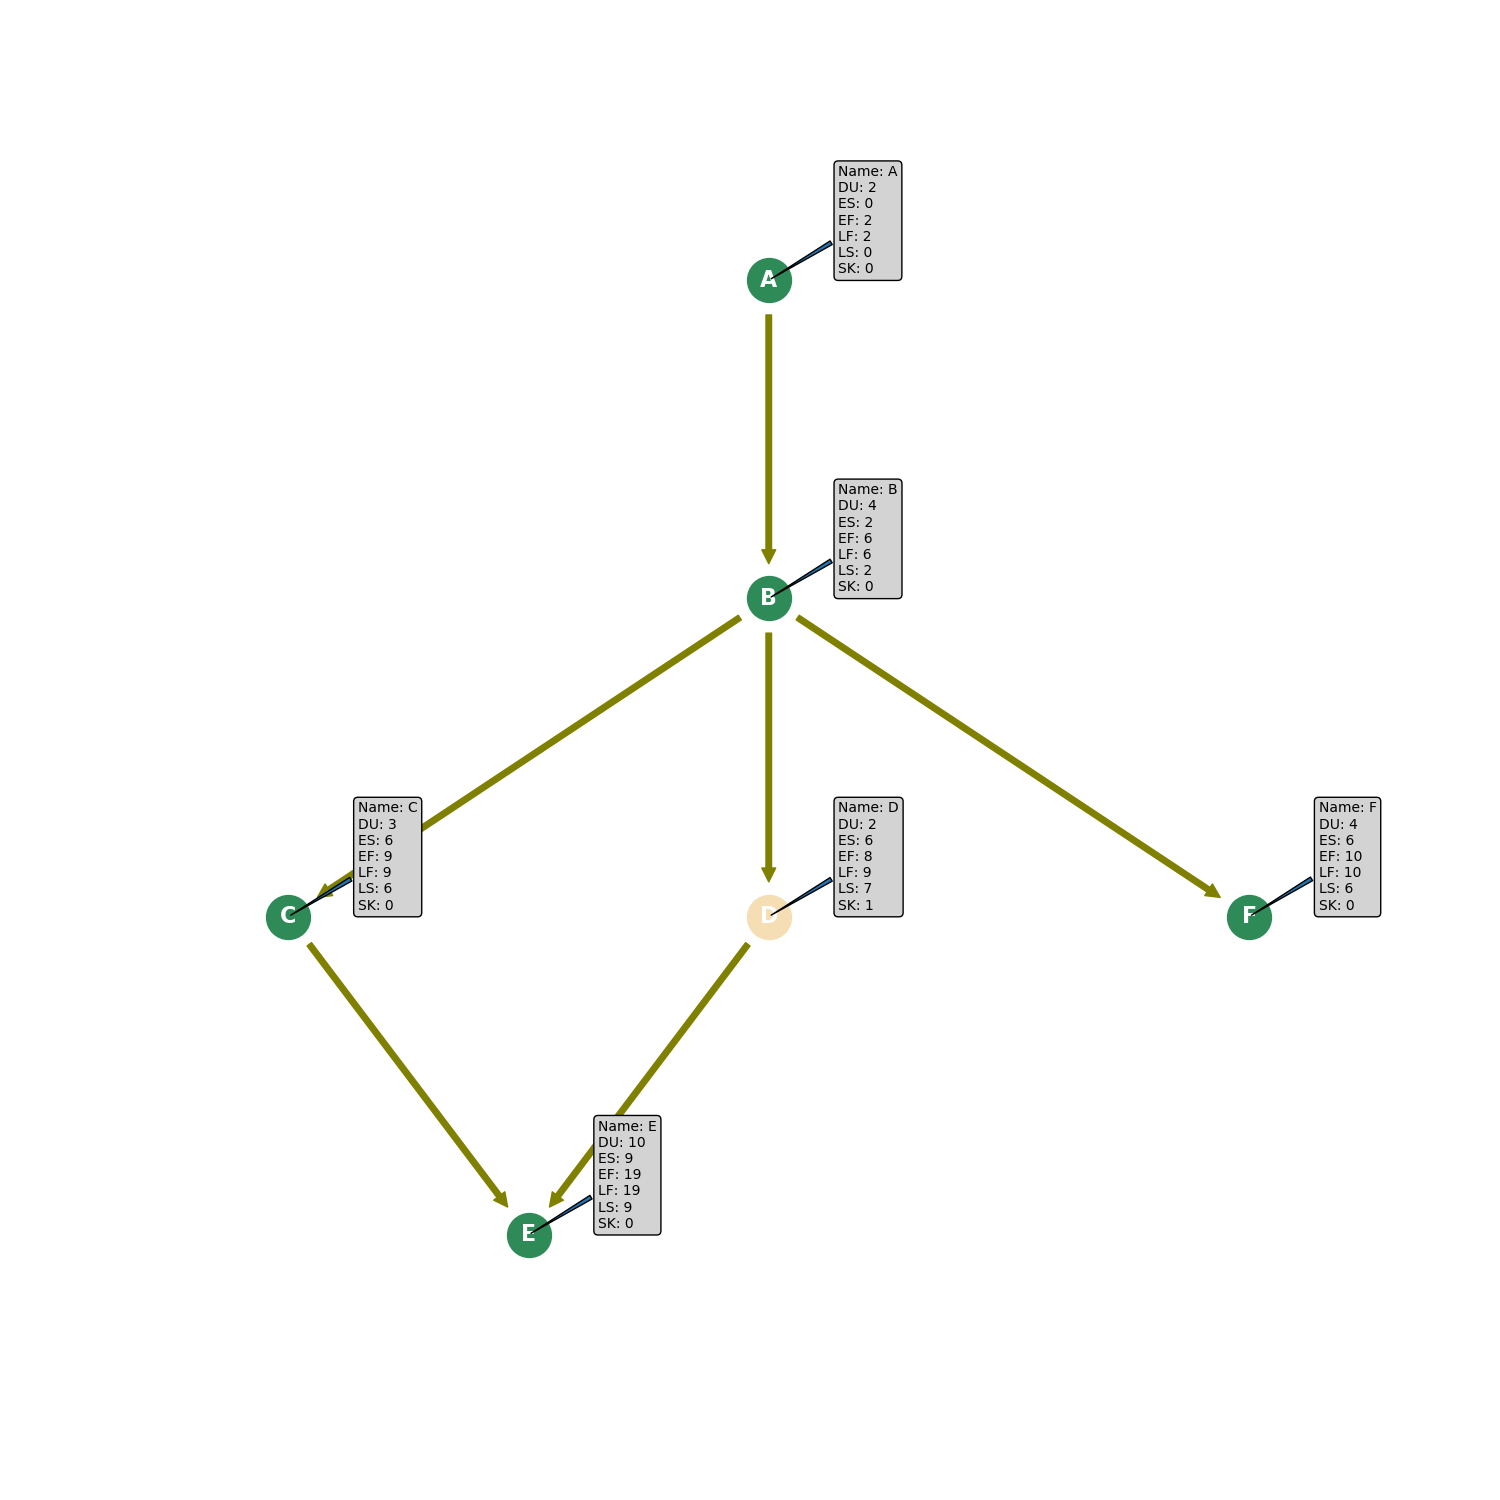 A
Name: A
DU: 2
ES: 0
EF: 2
LF: 2
LS: 0
SK: 0
B
Name: B
DU: 4
ES: 2
EF: 6
LF: 6
LS: 2
SK: 0
C
Name: C
DU: 3
ES: 6
EF: 9
LF: 9
LS: 6
SK: 0
D
Name: D
DU: 2
ES: 6
EF: 8
LF: 9
LS: 7
SK: 1
F
Name: F
DU: 4
ES: 6
EF: 10
LF: 10
LS: 6
SK: 0
E
Name: E
DU: 10
ES: 9
EF: 19
LF: 19
LS: 9
SK: 0